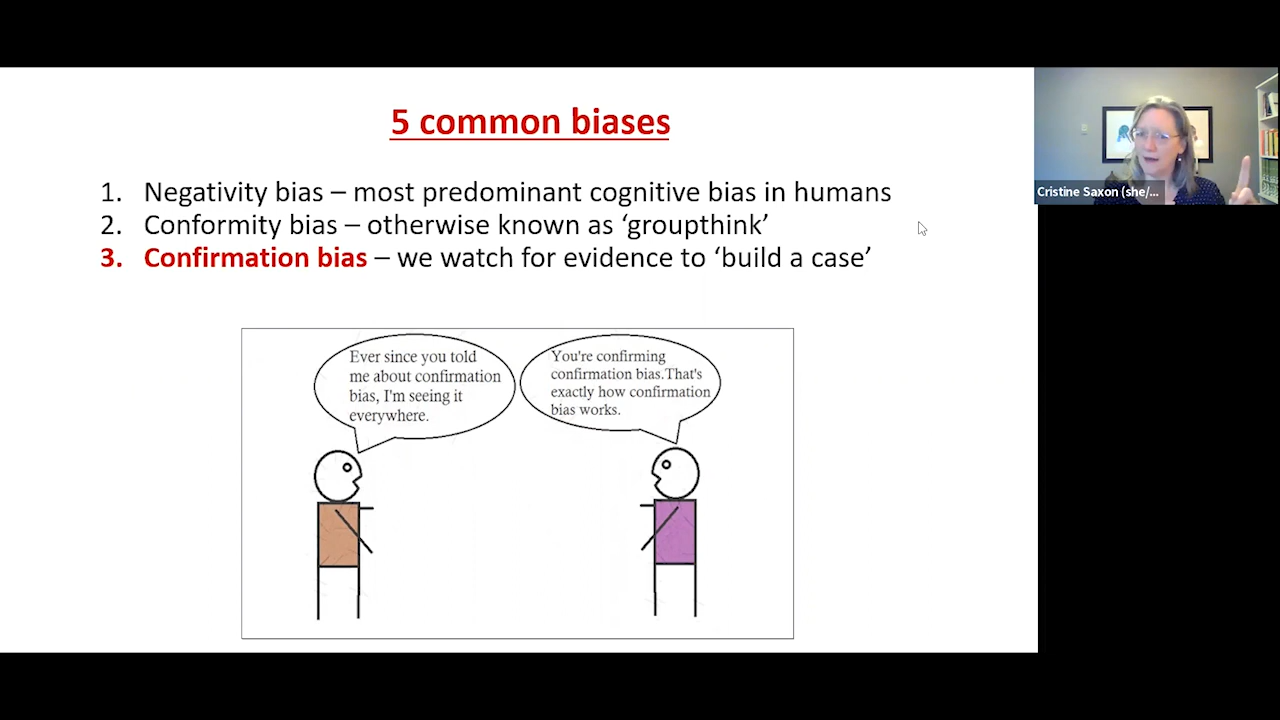 5 common biases
1. Negativity bias – most predominant cognitive bias in humans
2. Conformity bias – otherwise known as ‘groupthink’
3. Confirmation bias – we watch for evidence to ‘build a case’
Ever since you told
me about confirmation
bias, I'm seeing it
everywhere.
You're confirming
confirmation bias.That's
exactly how confirmation
bias works.
Cristine Saxon (she/...